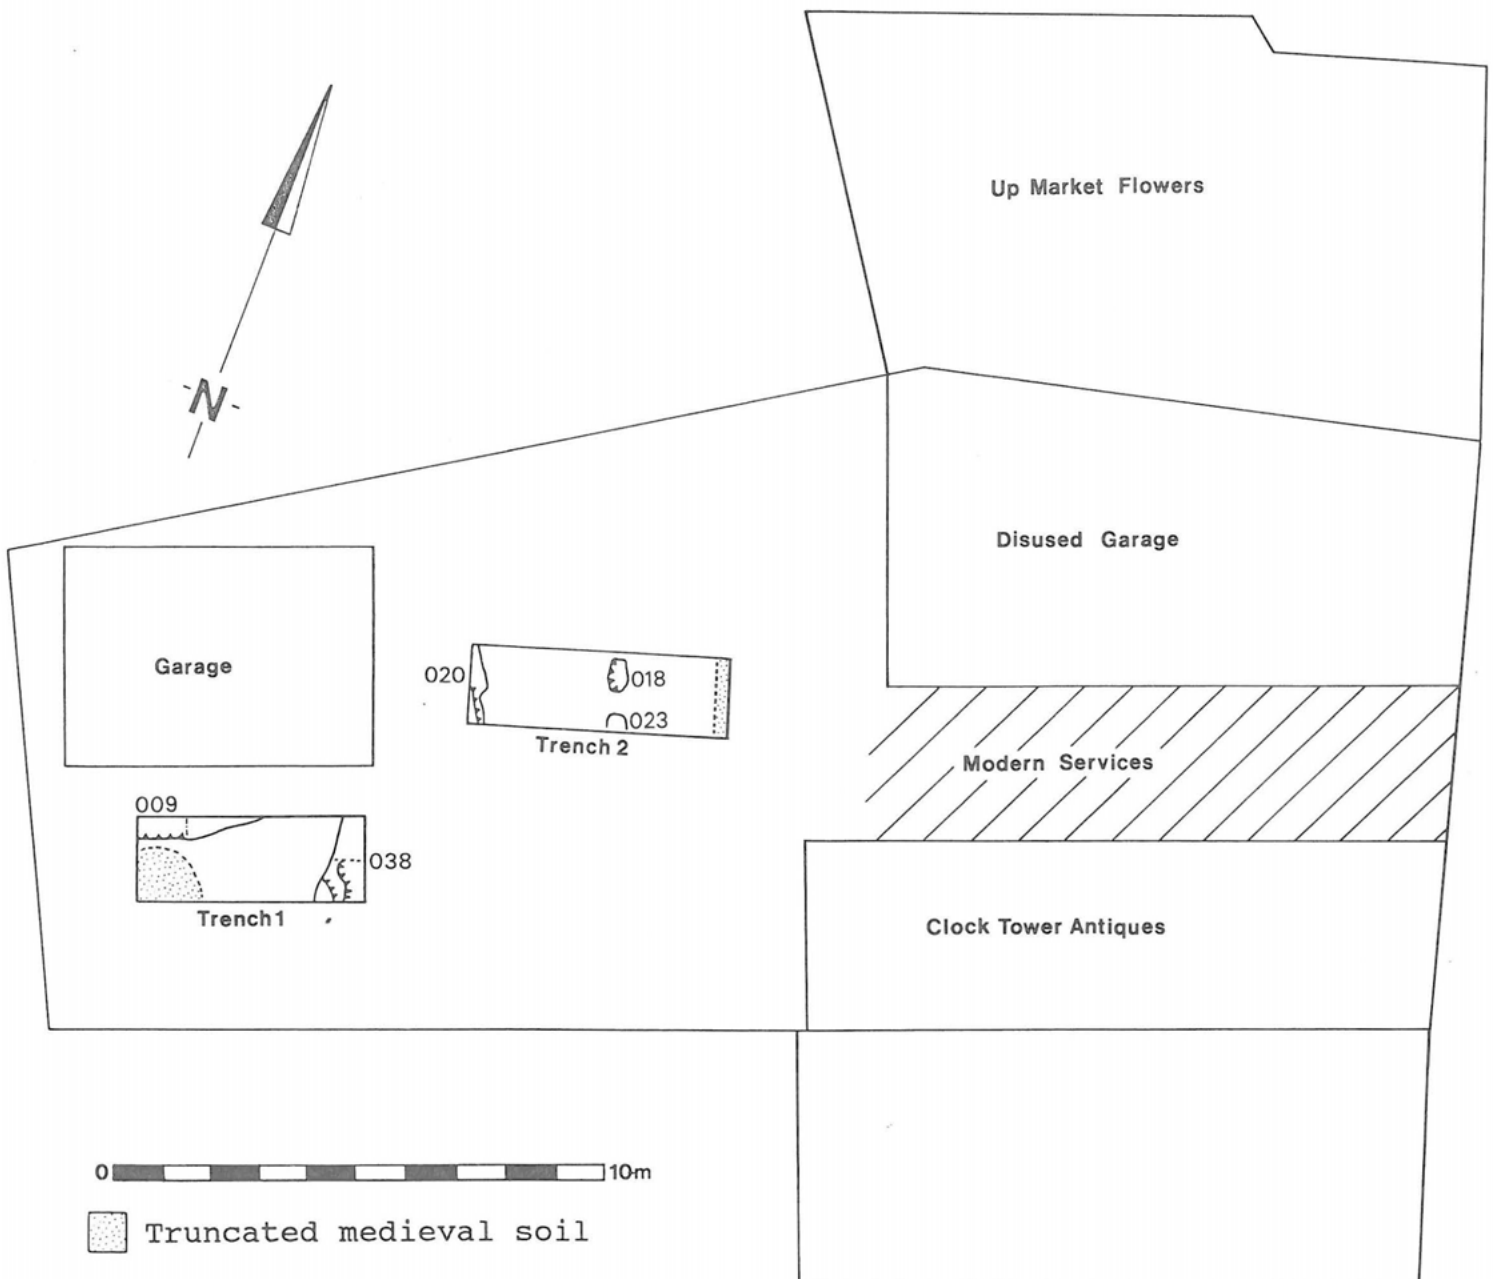 Up Market Flowers
N
Disused Garage
Garage
020
018
023
Trench 2
Modern Services
009
038
Trench 1
Clock Tower Antiques
0
10m
Truncated medieval soil